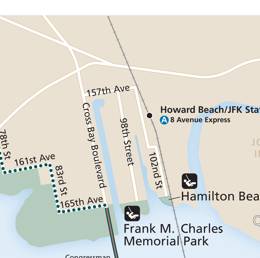 157th Ave
Howard Beach/JFK Sta
A 8 Avenue Express
Cross Bay Boulevard
98th Street
102nd St
78th St
161st Ave
83rd St
165th Ave
Hamilton Bea
Frank M. Charles
Memorial Park
Congressman